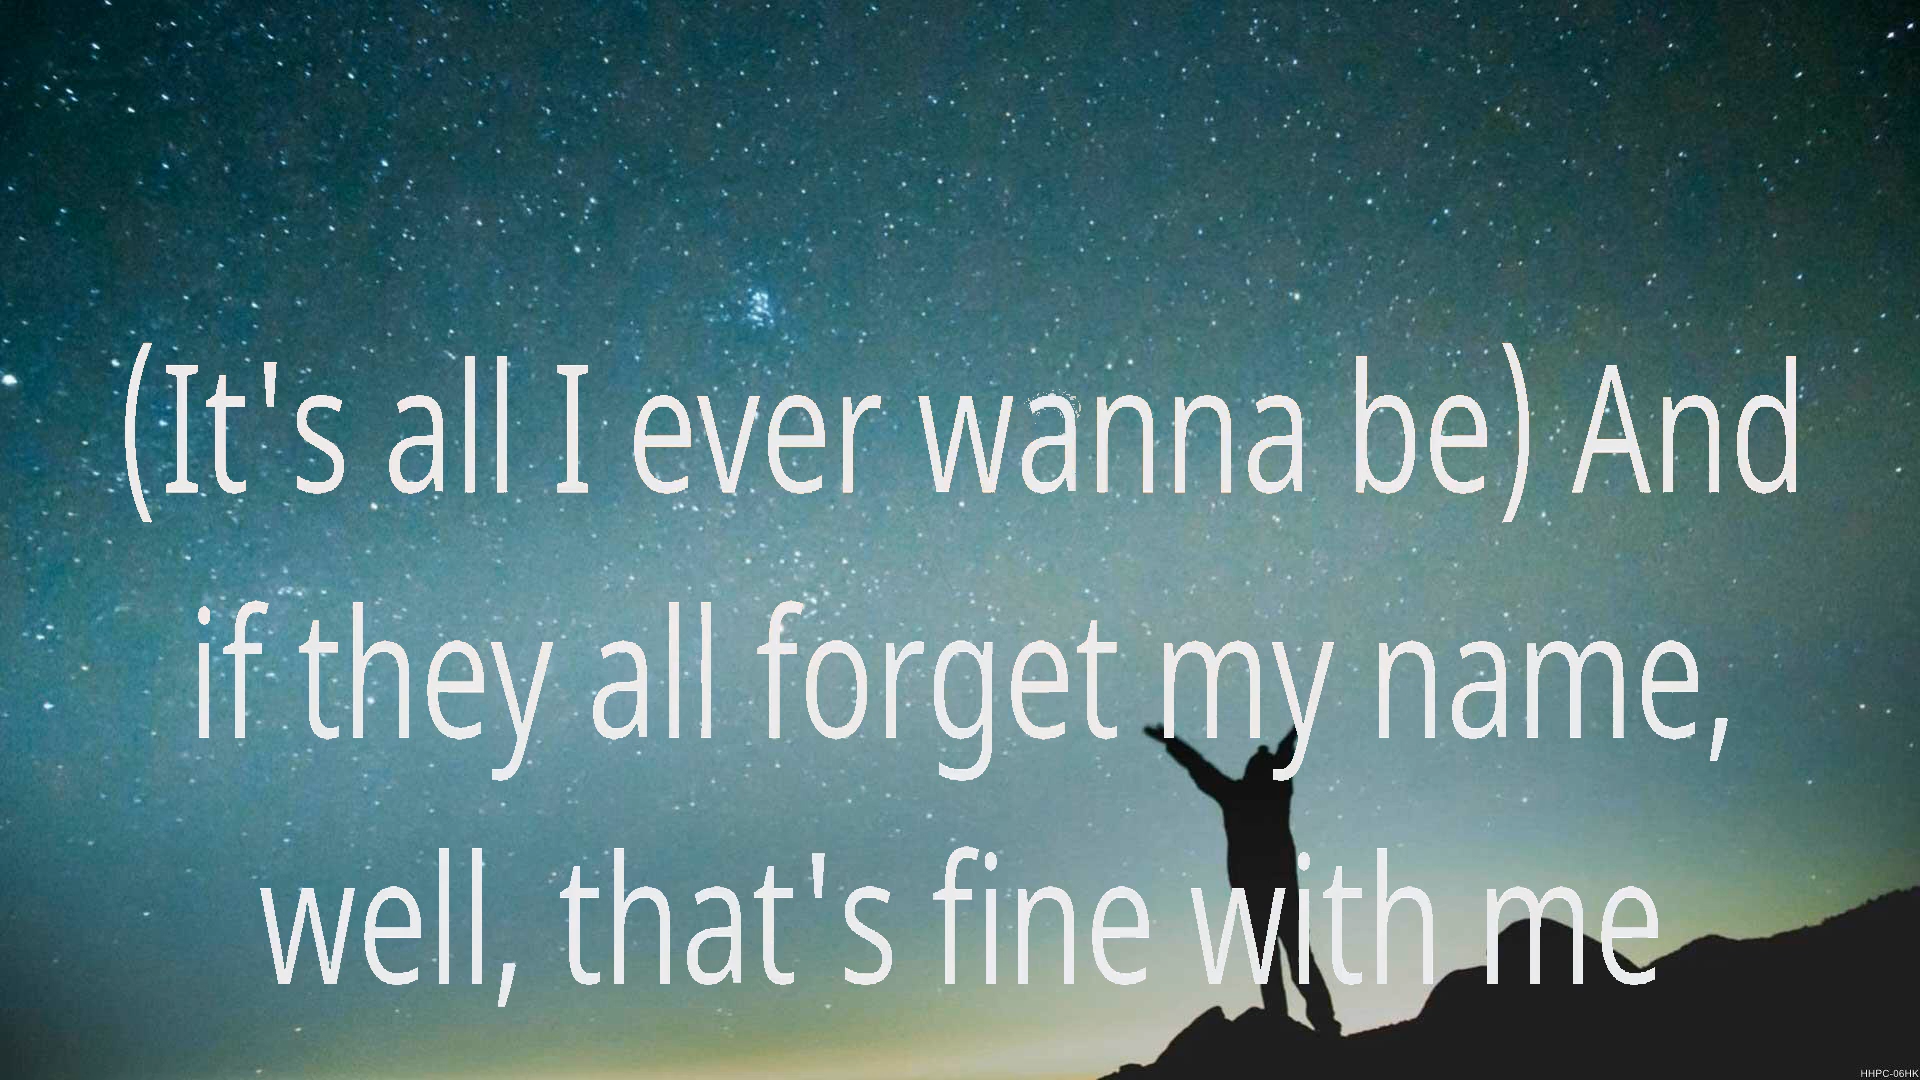 (It's all I ever wanna be) And
if they all forget my name,
well, that's fine with me
HHPC-06HK